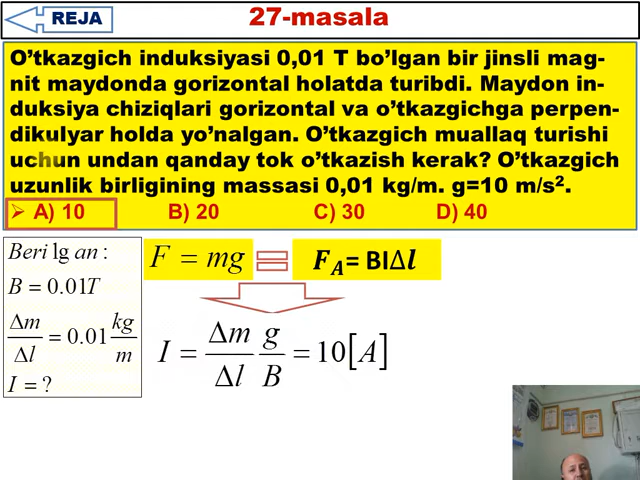 REJA
27-masala
O’tkazgich induksiyasi 0,01 T bo’lgan bir jinsli mag-
nit maydonda gorizontal holatda turibdi. Maydon in-
duksiya chiziqlari gorizontal va o’tkazgichga perpen-
dikulyar holda yo’nalgan. O’tkazgich muallaq turishi
uchun undan qanday tok o’tkazish kerak? O’tkazgich
uzunlik birligining massasi 0,01 kg/m. g=10 m/s².
➢ A) 10 B) 20 C) 30 D) 40
Beri lg an :
B = 0.01T
Δm/Δl = 0.01 kg/m
I = ?
F = mg = F_A = BIΔl
I = Δm/Δl g/B = 10[A]